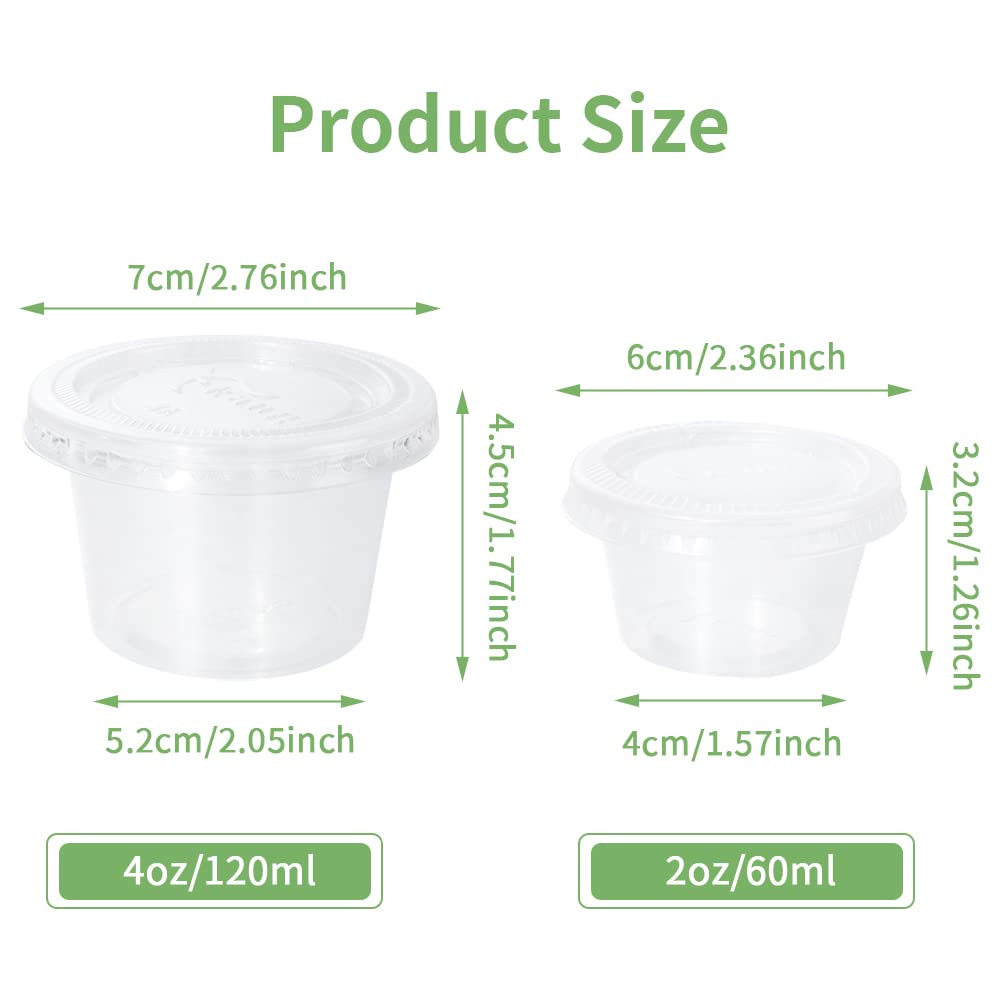 Product Size
7cm/2.76inch
6cm/2.36inch
4.5cm/1.77inch
3.2cm/1.26inch
5.2cm/2.05inch
4cm/1.57inch
4oz/120ml
2oz/60ml